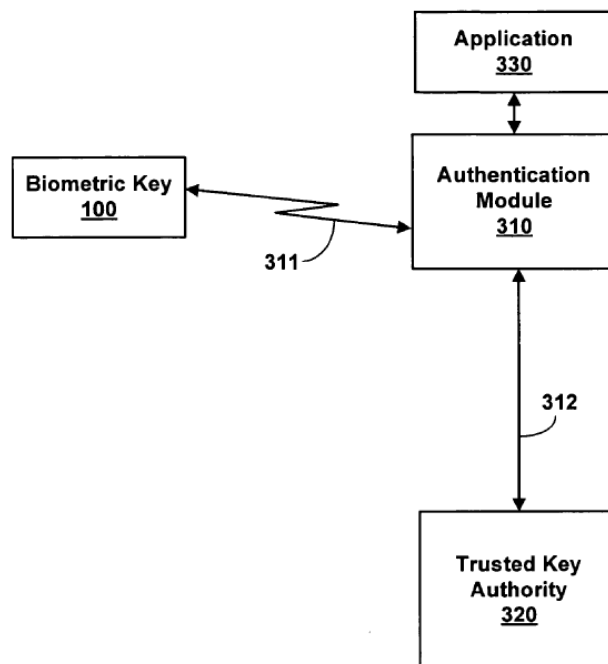 Application
330
Biometric Key
100
Authentication
Module
310
311
312
Trusted Key
Authority
320